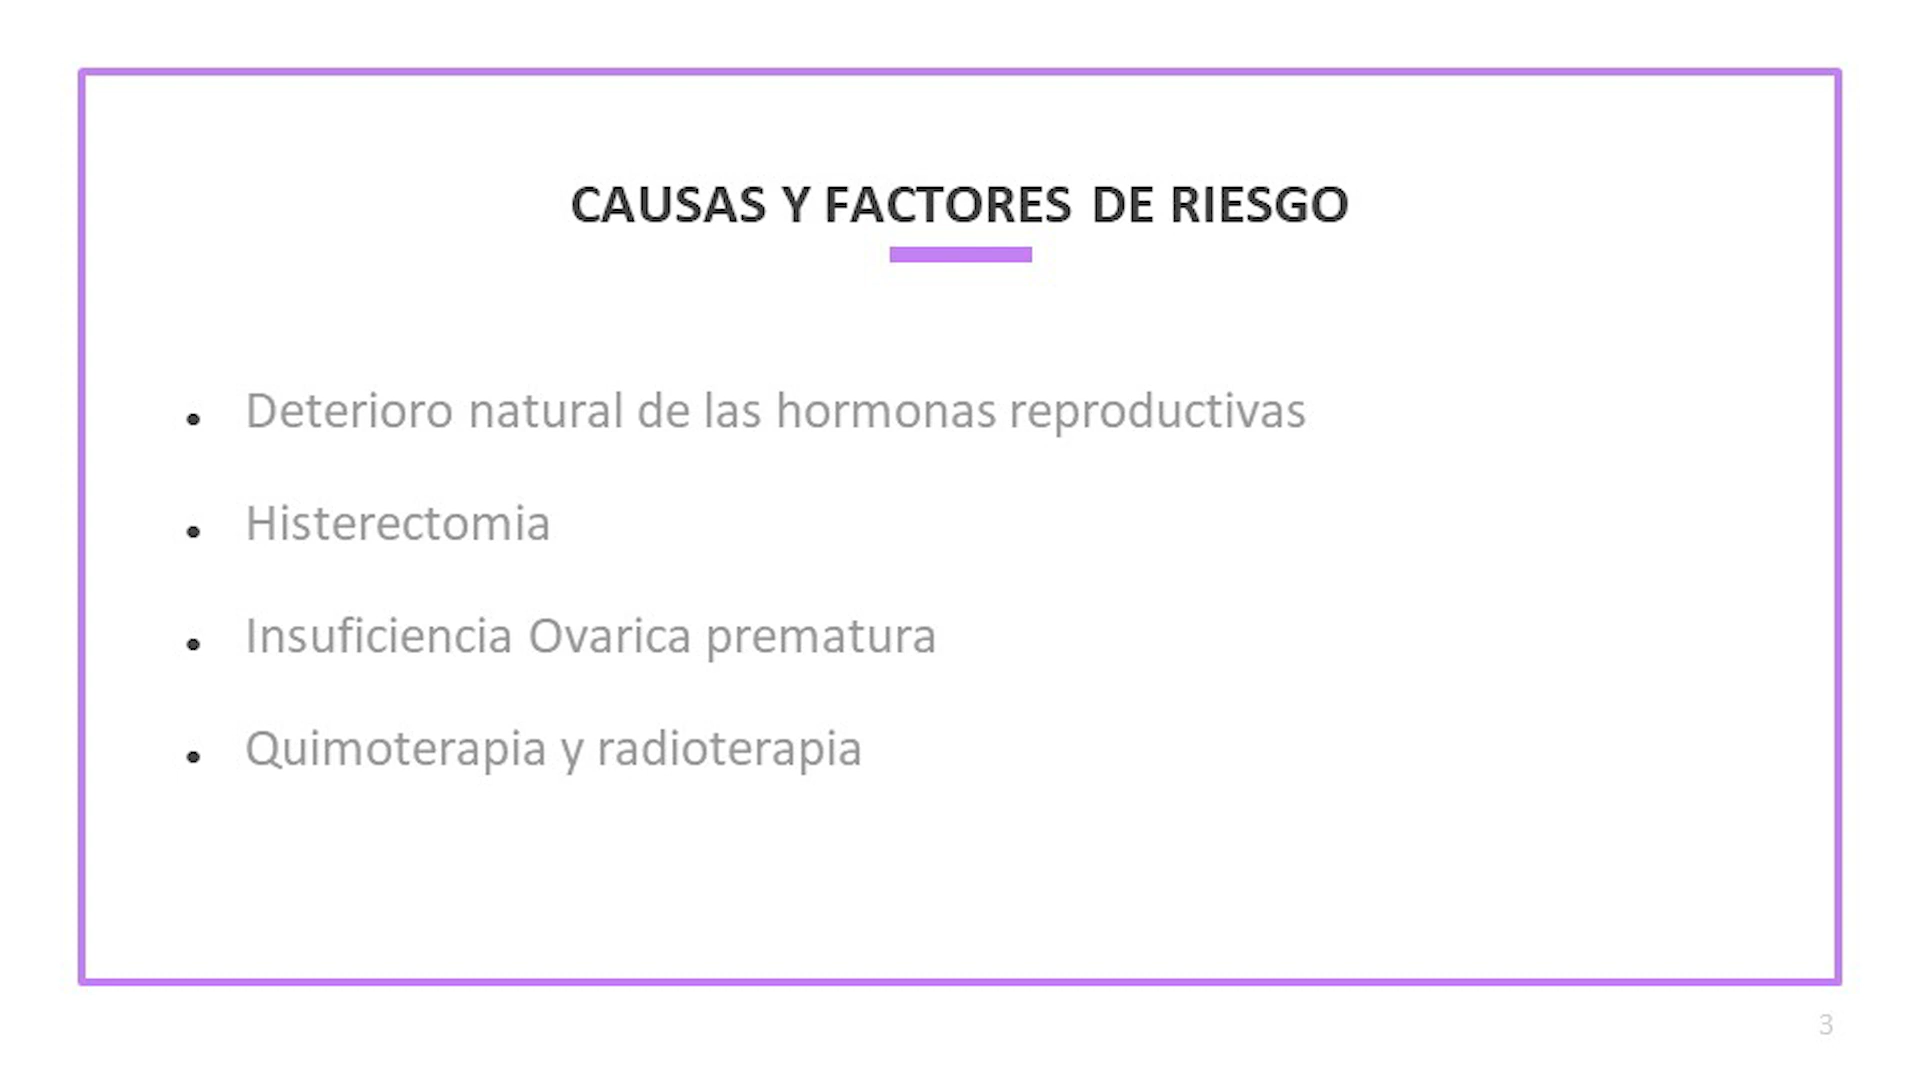 CAUSAS Y FACTORES DE RIESGO
• Deterioro natural de las hormonas reproductivas
• Histerectomia
• Insuficiencia Ovarica prematura
• Quimoterapia y radioterapia
3